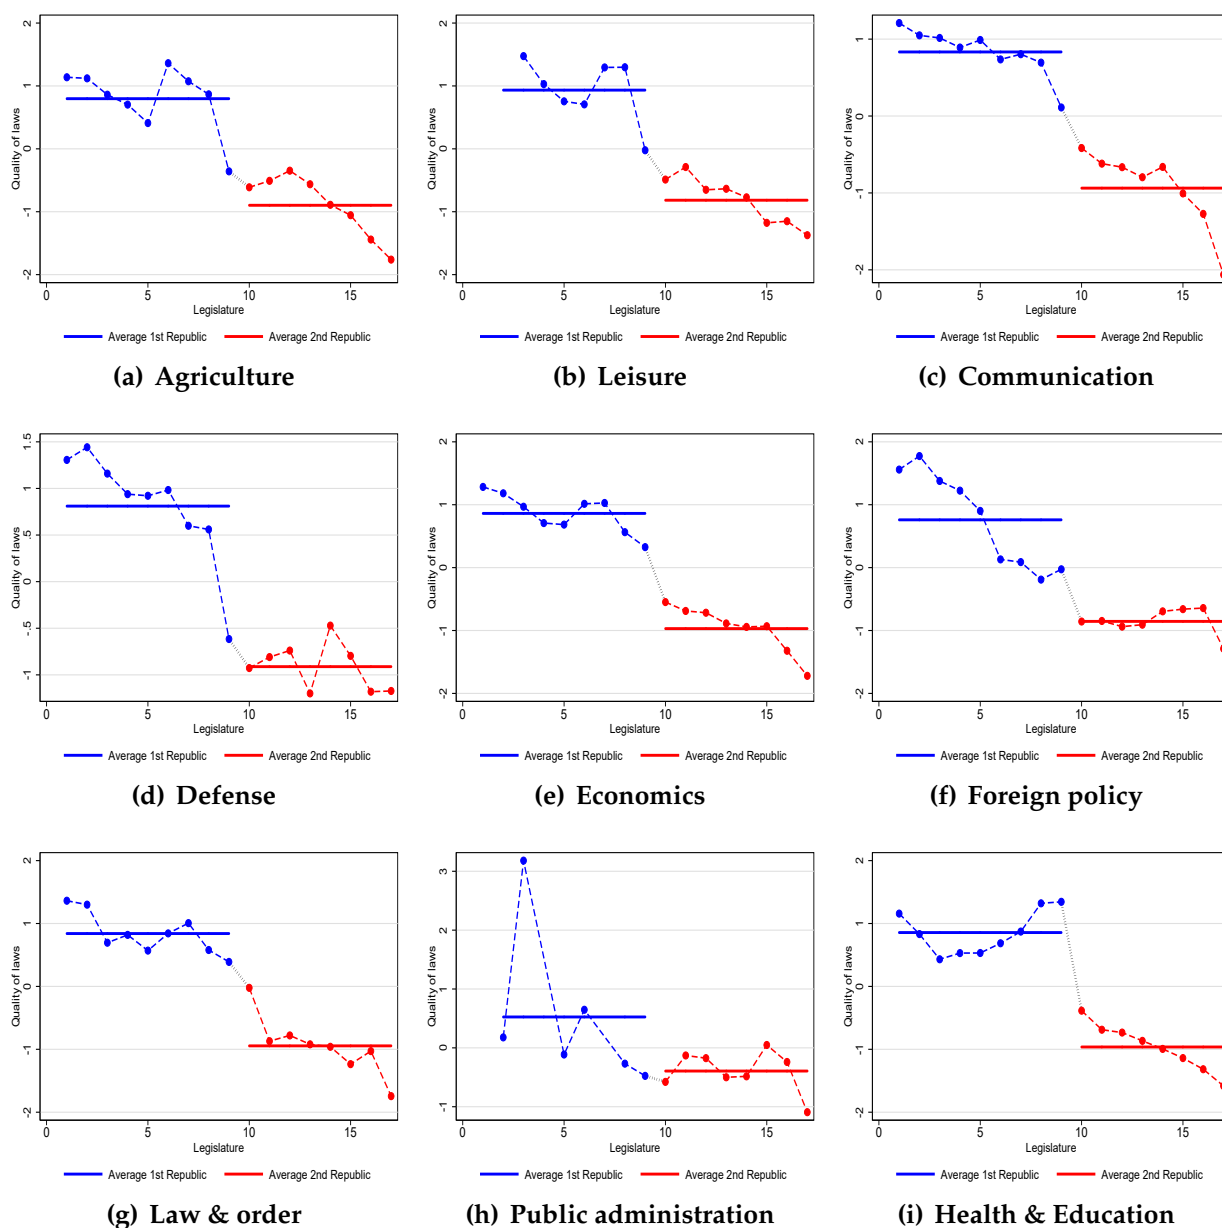 Quality of laws
2
1
0
-1
-2
0 5 10 15
Legislature
Average 1st Republic Average 2nd Republic
(a) Agriculture
Quality of laws
2
1
0
-1
-2
0 5 10 15
Legislature
Average 1st Republic Average 2nd Republic
(b) Leisure
Quality of laws
1
0
-1
-2
0 5 10 15
Legislature
Average 1st Republic Average 2nd Republic
(c) Communication
Quality of laws
1.5
1
.5
0
-.5
-1
0 5 10 15
Legislature
Average 1st Republic Average 2nd Republic
(d) Defense
Quality of laws
2
1
0
-1
-2
0 5 10 15
Legislature
Average 1st Republic Average 2nd Republic
(e) Economics
Quality of laws
2
1
0
-1
-2
0 5 10 15
Legislature
Average 1st Republic Average 2nd Republic
(f) Foreign policy
Quality of laws
2
1
0
-1
-2
0 5 10 15
Legislature
Average 1st Republic Average 2nd Republic
(g) Law & order
Quality of laws
3
2
1
0
-1
0 5 10 15
Legislature
Average 1st Republic Average 2nd Republic
(h) Public administration
Quality of laws
2
1
0
-1
-2
0 5 10 15
Legislature
Average 1st Republic Average 2nd Republic
(i) Health & Education